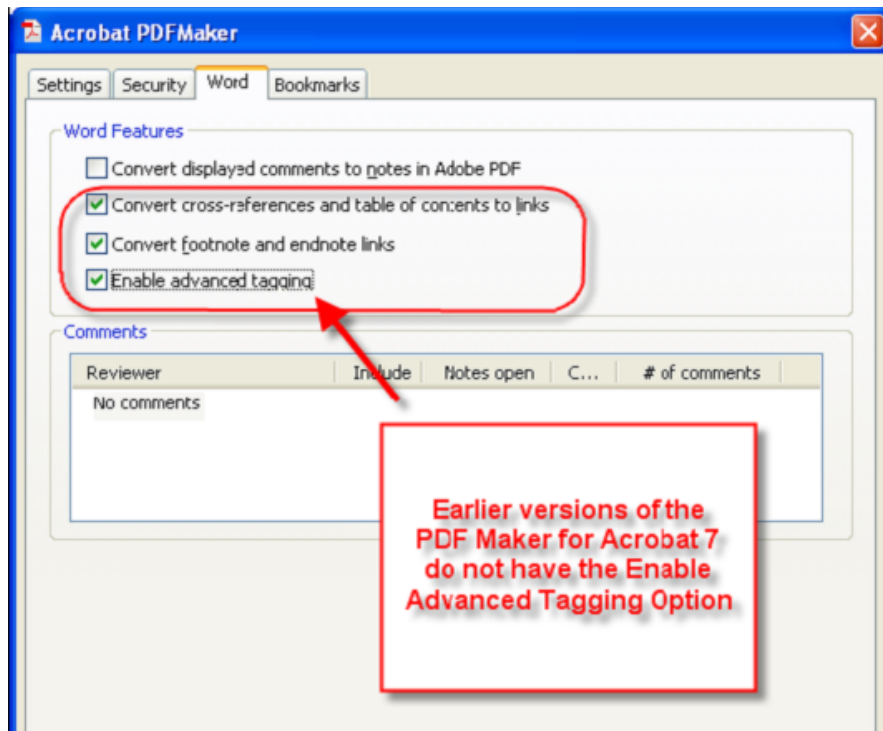 Acrobat PDFMaker
Settings Security Word Bookmarks
Word Features
Convert displayed comments to notes in Adobe PDF
Convert cross-references and table of contents to links
Convert footnote and endnote links
Enable advanced tagging
Comments
Reviewer Include Notes open C... # of comments
No comments
Earlier versions of the
PDF Maker for Acrobat 7
do not have the Enable
Advanced Tagging Option